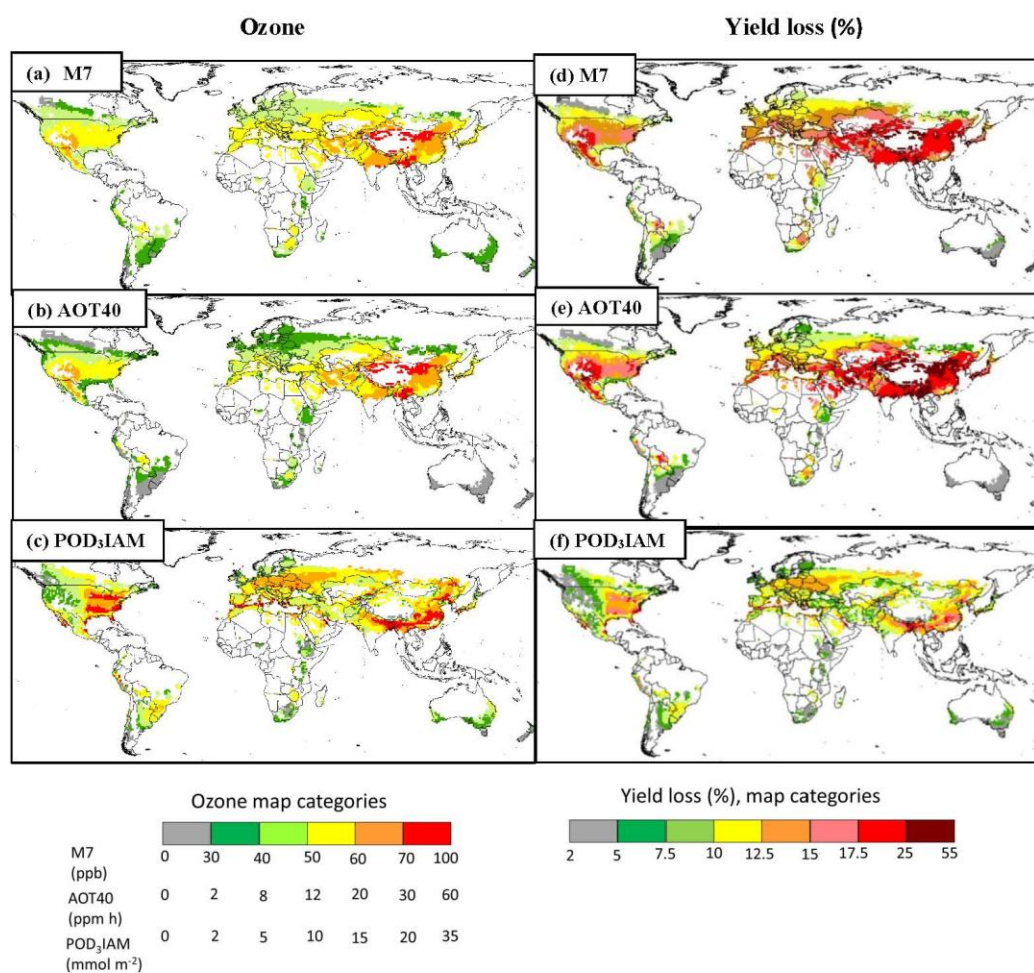 Ozone
Yield loss (%)
(a) M7
(d) M7
(b) AOT40
(e) AOT40
(c) POD₃IAM
(f) POD₃IAM
Ozone map categories
M7 (ppb) 0 30 40 50 60 70 100
AOT40 (ppm h) 0 2 8 12 20 30 60
POD₃IAM (mmol m⁻²) 0 2 5 10 15 20 35
Yield loss (%), map categories
2 5 7.5 10 12.5 15 17.5 25 55